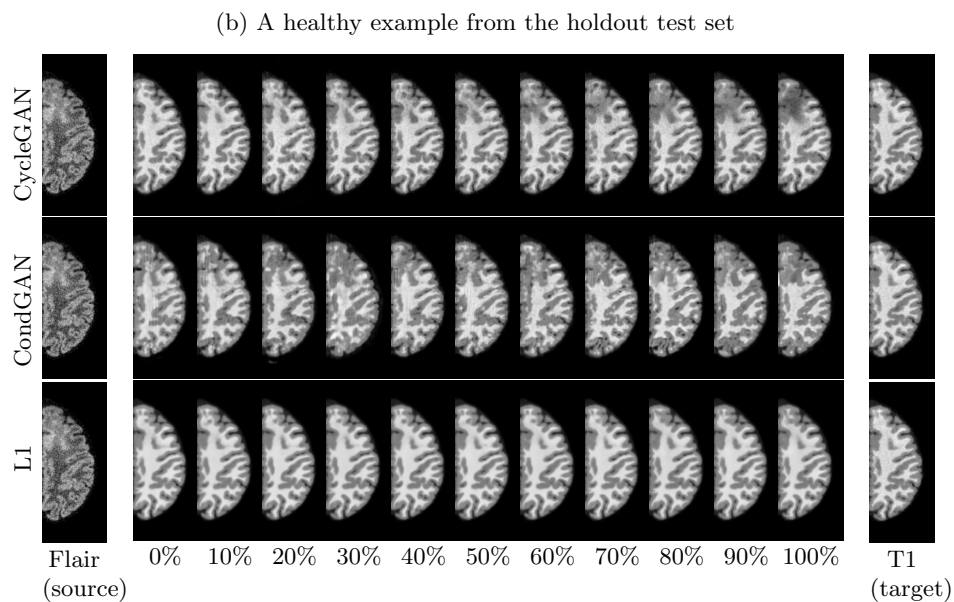 (b) A healthy example from the holdout test set
CycleGAN
CondGAN
L1
Flair
(source)
0% 10% 20% 30% 40% 50% 60% 70% 80% 90% 100%
T1
(target)